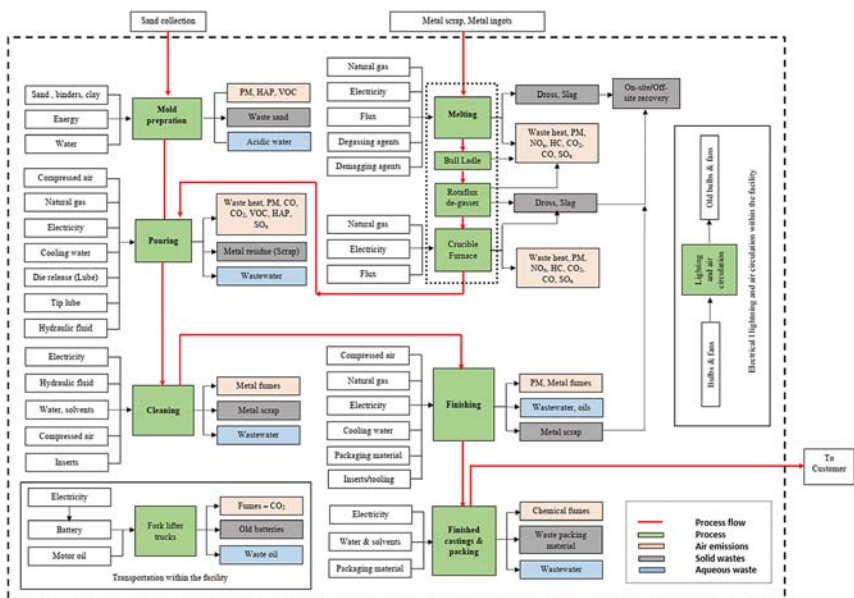 Sand collection
Metal scrap, Metal ingots
Sand , binders, clay
Energy
Water
Mold
prepration
PM, HAP, VOC
Waste sand
Acidic water
Natural gas
Electricity
Flux
Degassing agents
Demagging agents
Melting
Bull Ladle
Rotaflux
de-gasser
Crucible
Furnace
Dross, Slag
On-site/Off-
site recovery
Waste heat, PM,
NOx, HC, CO2,
CO, SOx
Dross, Slag
Waste heat, PM,
NOx, HC, CO2,
CO, SOx
Natural gas
Electricity
Flux
Compressed air
Natural gas
Electricity
Cooling water
Die release (Lube)
Tip lube
Hydraulic fluid
Pouring
Waste heat, PM, CO,
CO2, VOC, HAP,
SOx
Metal residue (Scrap)
Wastewater
Old bulbs & fans
Lighting
and air
circulation
Bulbs & fans
Electrical l lightning and air circulation within the facility
Electricity
Hydraulic fluid
Water, solvents
Compressed air
Inserts
Cleaning
Metal fumes
Metal scrap
Wastewater
Compressed air
Natural gas
Electricity
Cooling water
Packaging material
Inserts/tooling
Finishing
PM, Metal fumes
Wastewater, oils
Metal scrap
To
Customer
Electricity
Battery
Motor oil
Fork lifter
trucks
Fumes – CO2
Old batteries
Waste oil
Transportation within the facility
Electricity
Water & solvents
Packaging material
Finished
castings &
packing
Chemical fumes
Waste packing
material
Wastewater
Process flow
Process
Air emissions
Solid wastes
Aqueous waste